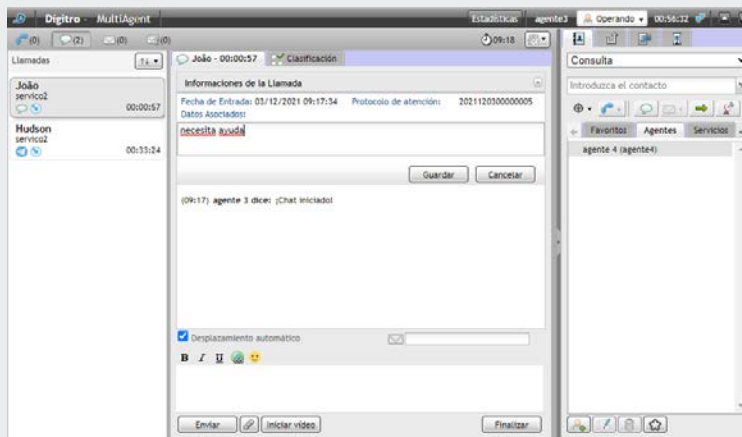 Dígitro - MultiAgent
Estadísticas agente3 Operando 00:56:32
(0) (2) (0) (0) 09:18
Llamadas
João
servico2
00:00:57
Hudson
servico2
00:33:24
João - 00:00:57 Clasificación
Informaciones de la Llamada
Fecha de Entrada: 03/12/2021 09:17:34 Protocolo de atención: 2021120300000005
Datos Asociados:
necesita ayuda
Guardar Cancelar
(09:17) agente 3 dice: ¡Chat iniciado!
Desplazamiento automático
B I U
Enviar Iniciar vídeo Finalizar
Consulta
Introduzca el contacto
Favoritos Agentes Servicios
agente 4 (agente4)